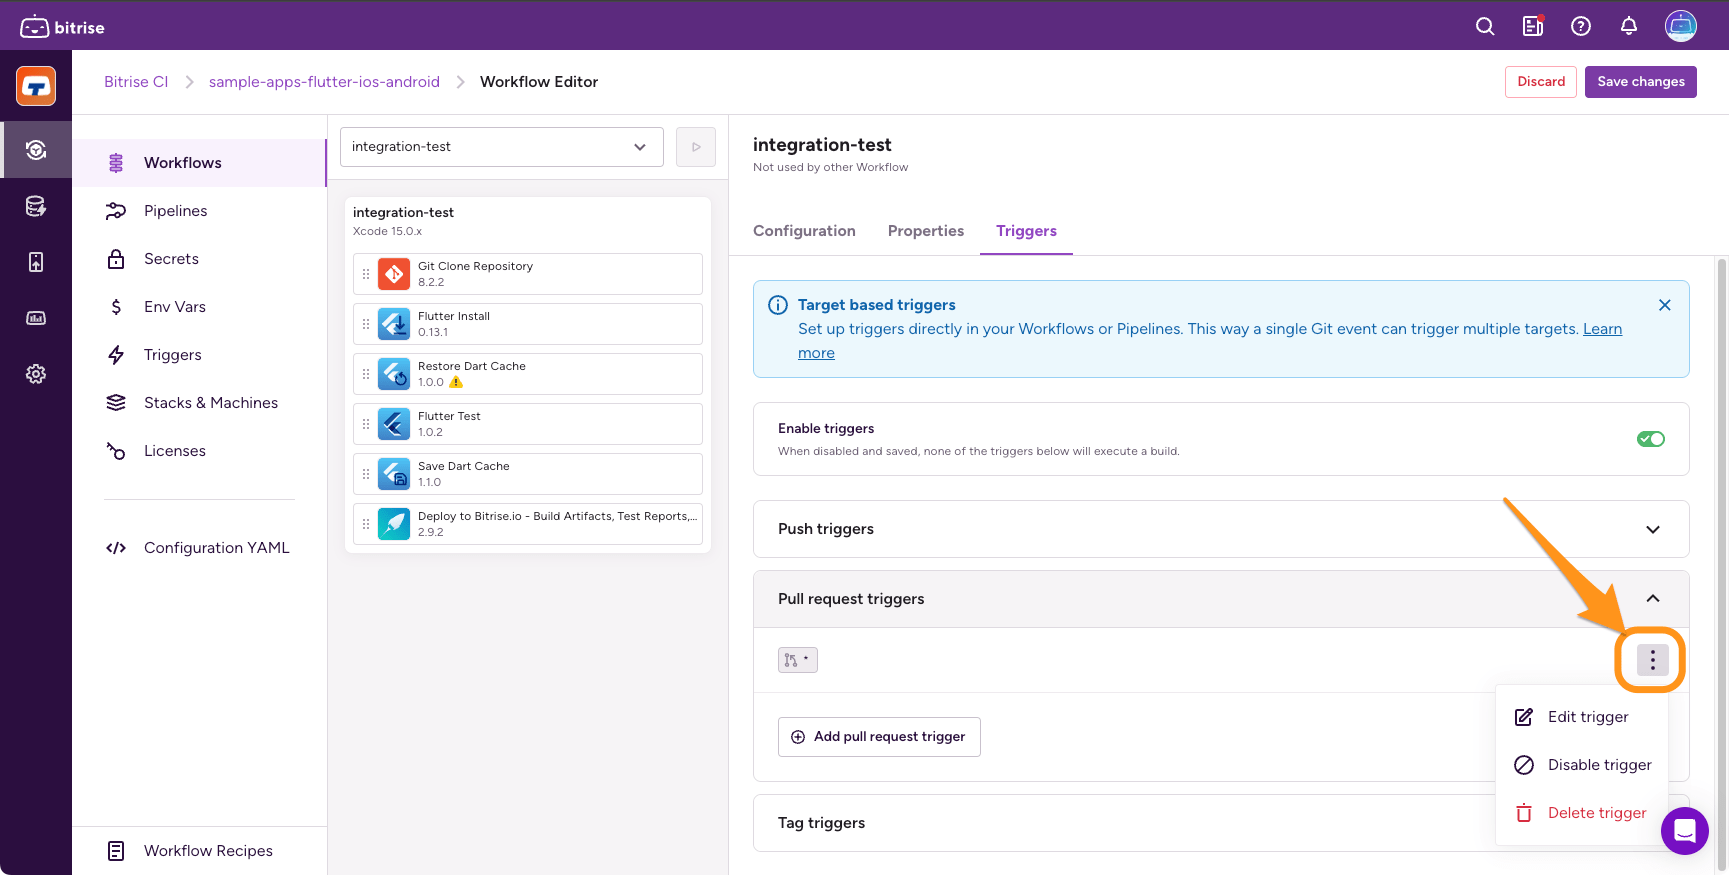 bitrise
Bitrise CI
sample-apps-flutter-ios-android
Workflow Editor
Discard
Save changes
Workflows
Pipelines
Secrets
Env Vars
Triggers
Stacks & Machines
Licenses
Configuration YAML
Workflow Recipes
integration-test
integration-test
Xcode 15.0.x
Git Clone Repository
8.2.2
Flutter Install
0.13.1
Restore Dart Cache
1.0.0
Flutter Test
1.0.2
Save Dart Cache
1.1.0
Deploy to Bitrise.io - Build Artifacts, Test Reports,...
2.9.2
integration-test
Not used by other Workflow
Configuration
Properties
Triggers
Target based triggers
Set up triggers directly in your Workflows or Pipelines. This way a single Git event can trigger multiple targets. Learn
more
Enable triggers
When disabled and saved, none of the triggers below will execute a build.
Push triggers
Pull request triggers
*
Add pull request trigger
Edit trigger
Disable trigger
Delete trigger
Tag triggers